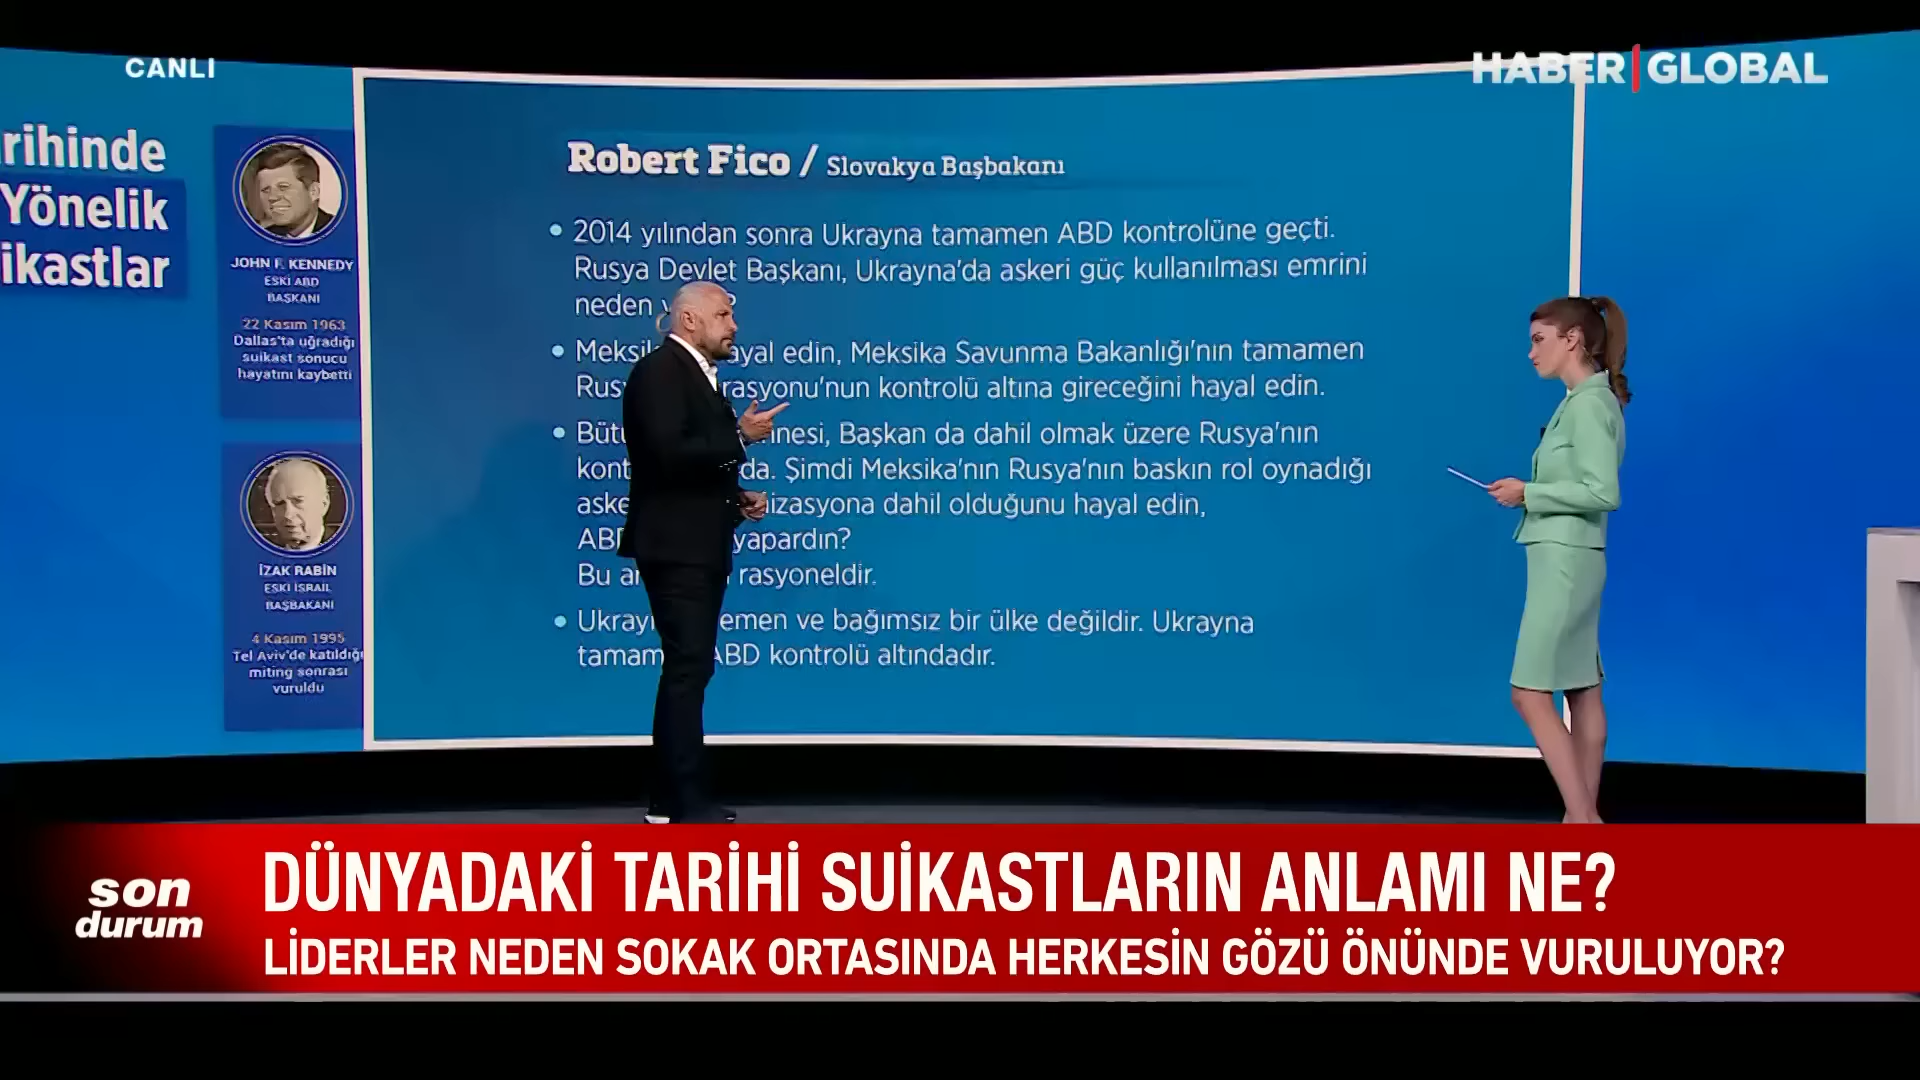 CANLI
HABER GLOBAL
rihinde
Yönelik
ikastlar
JOHN F. KENNEDY
ESKİ ABD
BAŞKANI
22 Kasım 1963
Dallas'ta uğradığı
suikast sonucu
hayatını kaybetti
İZAK RABİN
ESKİ İSRAİL
BAŞBAKANI
4 Kasım 1995
Tel Aviv'de katıldığı
miting sonrası
vuruldu
Robert Fico / Slovakya Başbakanı
• 2014 yılından sonra Ukrayna tamamen ABD kontrolüne geçti.
Rusya Devlet Başkanı, Ukrayna'da askeri güç kullanılması emrini
neden
• Meksik ayal edin, Meksika Savunma Bakanlığı'nın tamamen
Rus rasyonu'nun kontrolü altına gireceğini hayal edin.
• Bütü innesi, Başkan da dahil olmak üzere Rusya'nın
kont da. Şimdi Meksika'nın Rusya'nın baskın rol oynadığı
aske izasyona dahil olduğunu hayal edin,
AB yapardın?
Bu a rasyoneldir.
• Ukray emen ve bağımsız bir ülke değildir. Ukrayna
tamam ABD kontrolü altındadır.
son
durum
DÜNYADAKİ TARİHİ SUİKASTLARIN ANLAMI NE?
LİDERLER NEDEN SOKAK ORTASINDA HERKESİN GÖZÜ ÖNÜNDE VURULUYOR?